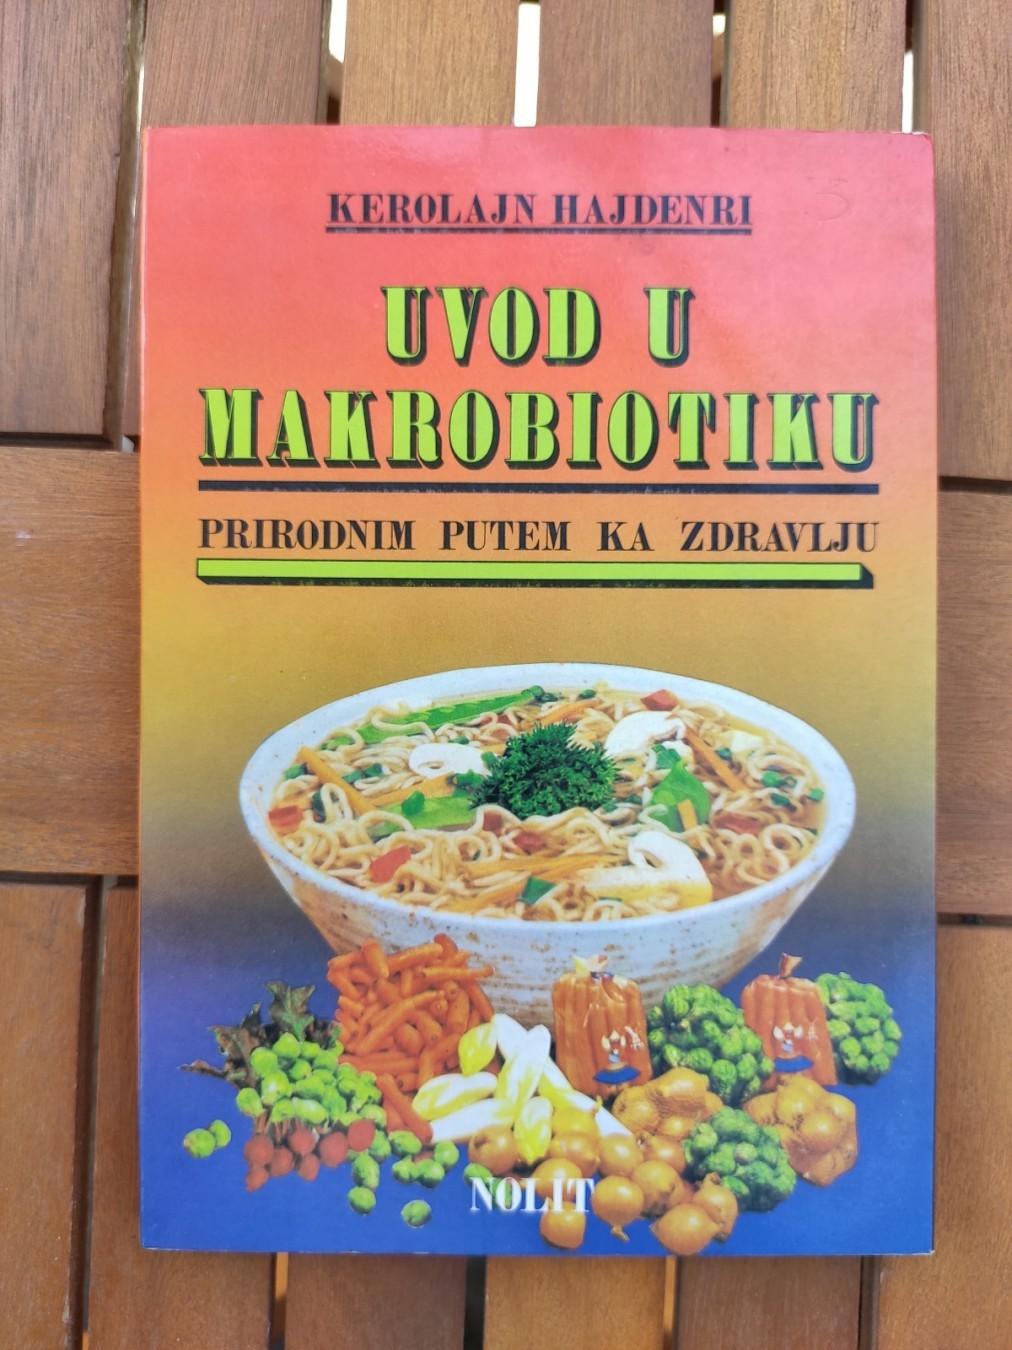 KEROLAJN HAJDENRI
UVOD U
MAKROBIOTIKU
PRIRODNIM PUTEM KA ZDRAVLJU
NOLIT